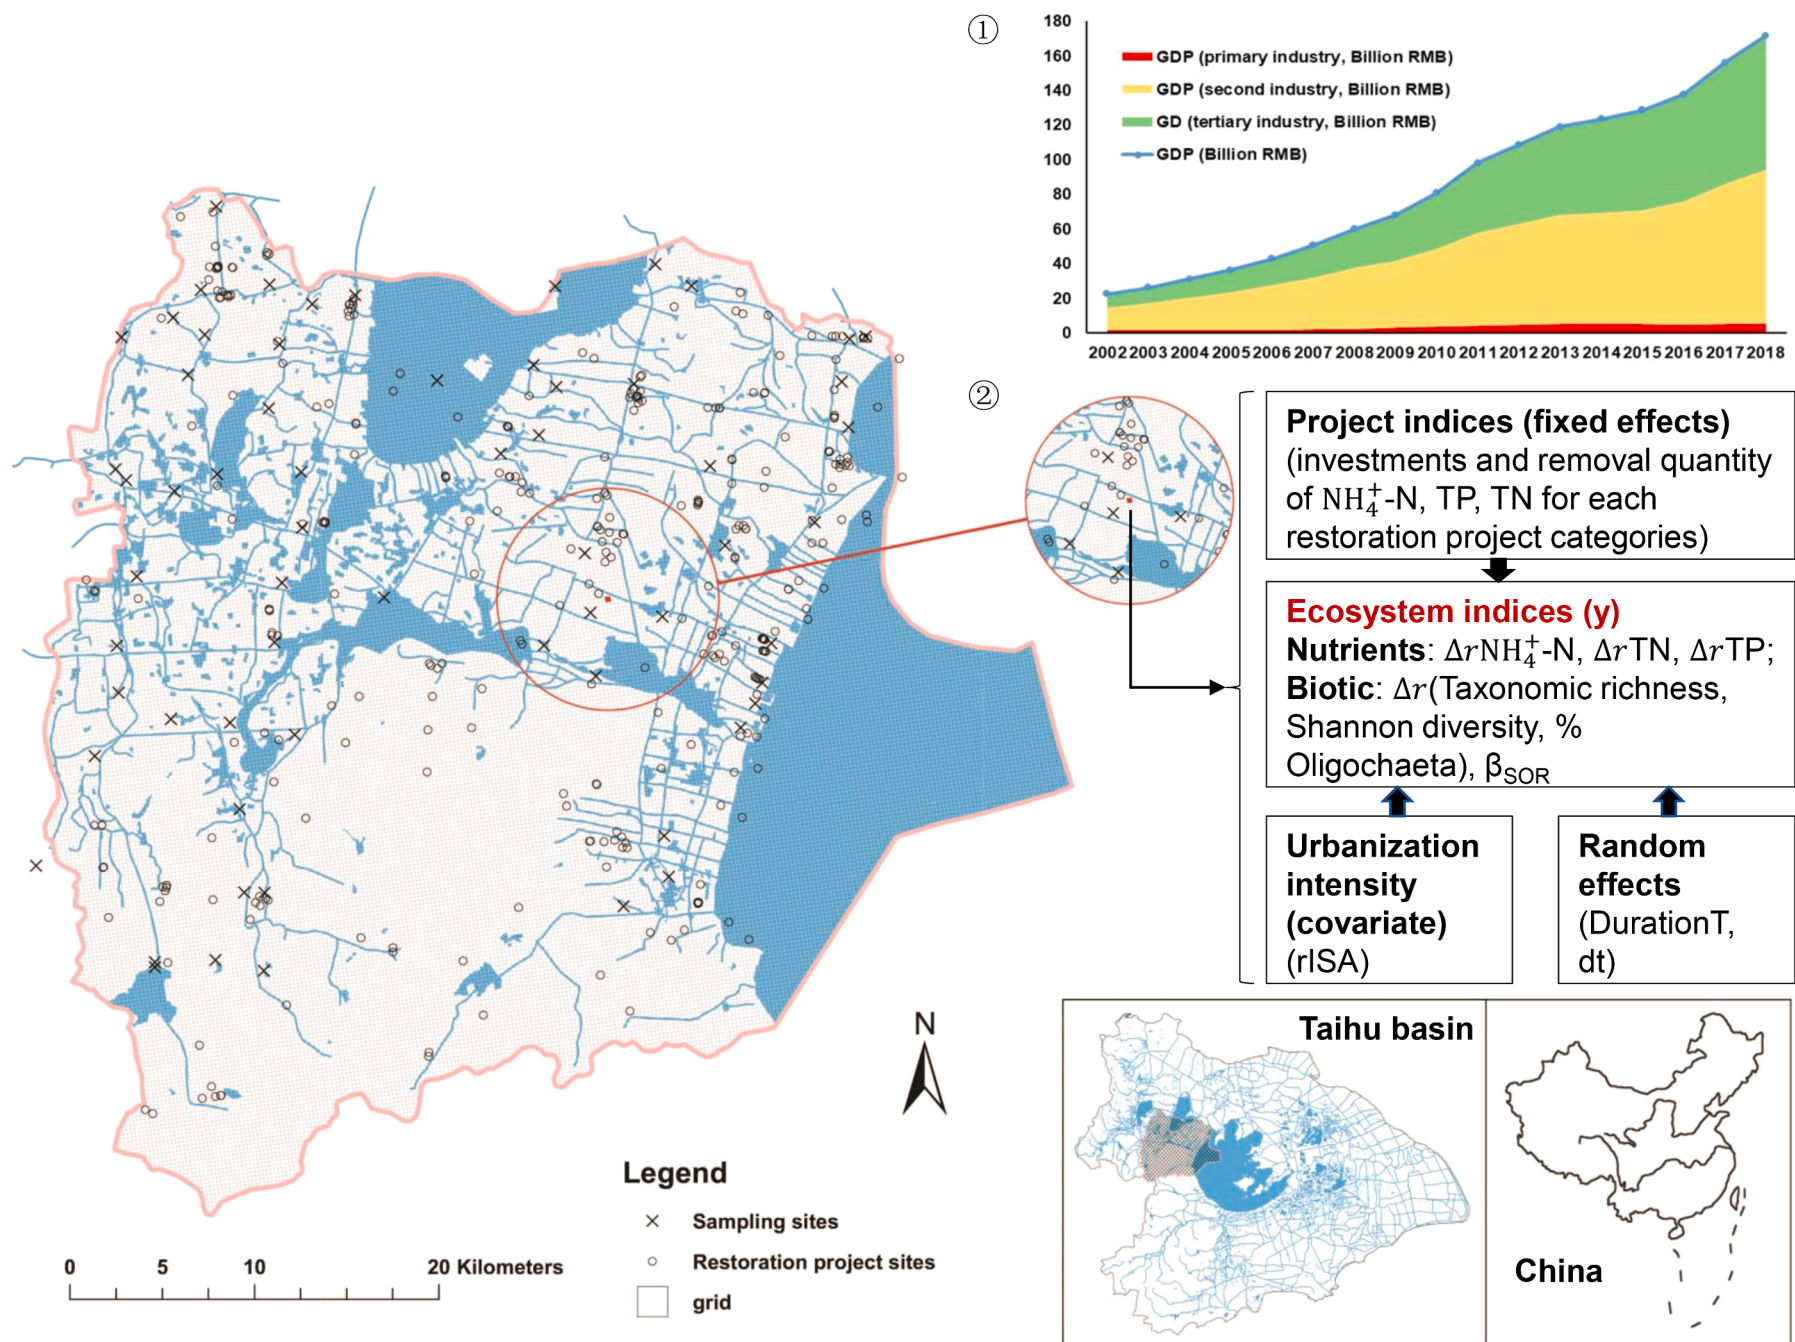 ①
180
160
140
120
100
80
60
40
20
0
GDP (primary industry, Billion RMB)
GDP (second industry, Billion RMB)
GD (tertiary industry, Billion RMB)
GDP (Billion RMB)
2002 2003 2004 2005 2006 2007 2008 2009 2010 2011 2012 2013 2014 2015 2016 2017 2018
②
Project indices (fixed effects)
(investments and removal quantity
of NH₄⁺-N, TP, TN for each
restoration project categories)
Ecosystem indices (y)
Nutrients: ΔrNH₄⁺-N, ΔrTN, ΔrTP;
Biotic: Δr(Taxonomic richness,
Shannon diversity, %
Oligochaeta), βSOR
Urbanization
intensity
(covariate)
(rISA)
Random
effects
(DurationT,
dt)
N
Legend
Sampling sites
Restoration project sites
grid
0 5 10 20 Kilometers
Taihu basin
China